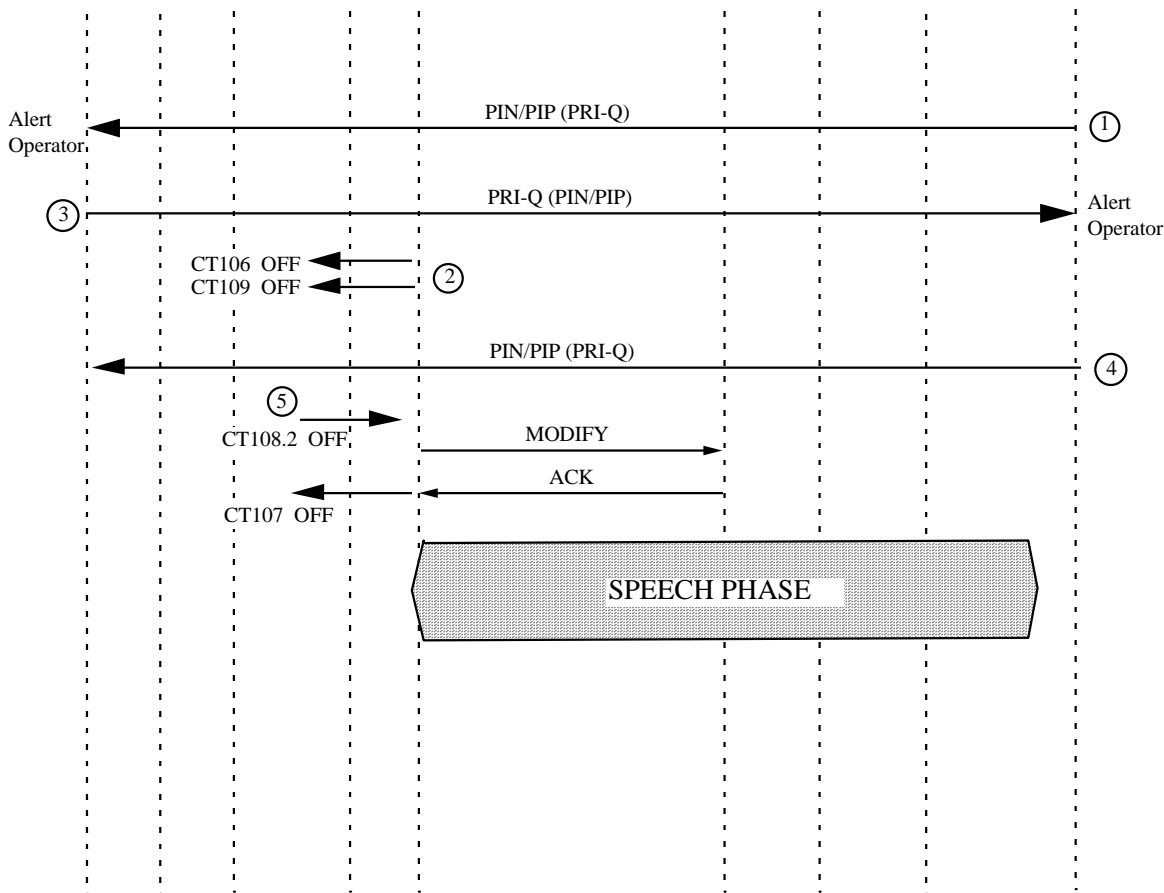 PIN/PIP (PRI-Q)
Alert
Operator
1
PRI-Q (PIN/PIP)
3
Alert
Operator
CT106 OFF
2
CT109 OFF
PIN/PIP (PRI-Q)
4
5
CT108.2 OFF
MODIFY
ACK
CT107 OFF
SPEECH PHASE